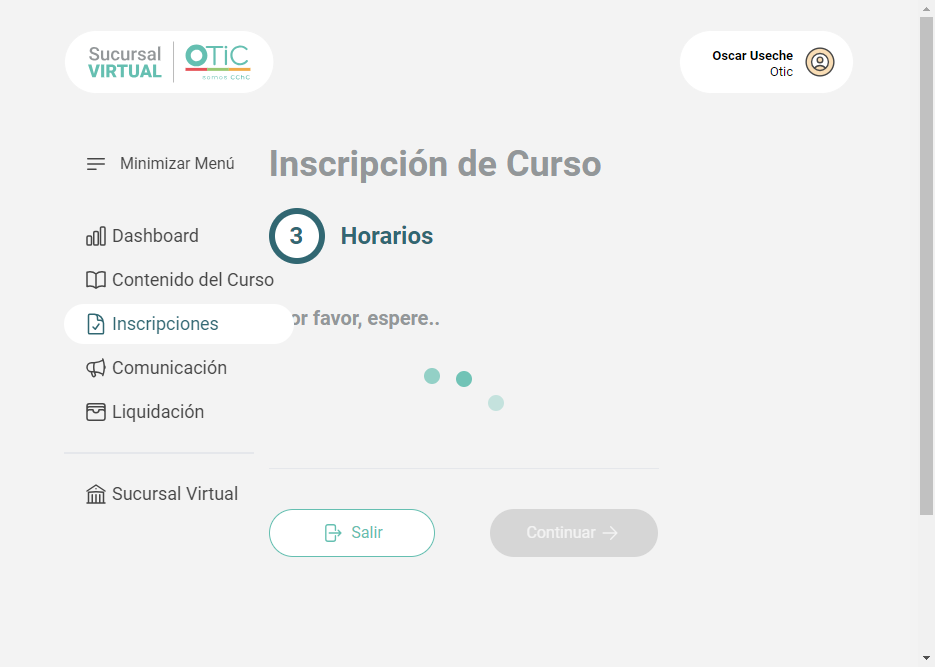 Sucursal
VIRTUAL
OTIC
somos CChC
Oscar Useche
Otic
Minimizar Menú
Inscripción de Curso
Dashboard
3
Horarios
Contenido del Curso
Inscripciones
or favor, espere..
Comunicación
Liquidación
Sucursal Virtual
Salir
Continuar